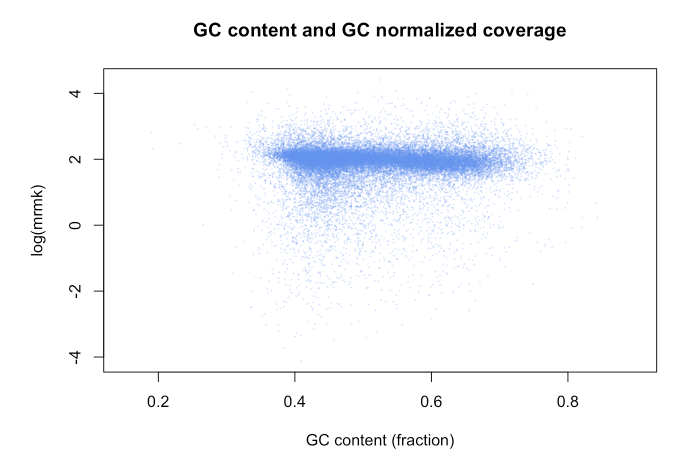 GC content and GC normalized coverage
4
2
0
-2
-4
log(mrmk)
0.2 0.4 0.6 0.8
GC content (fraction)